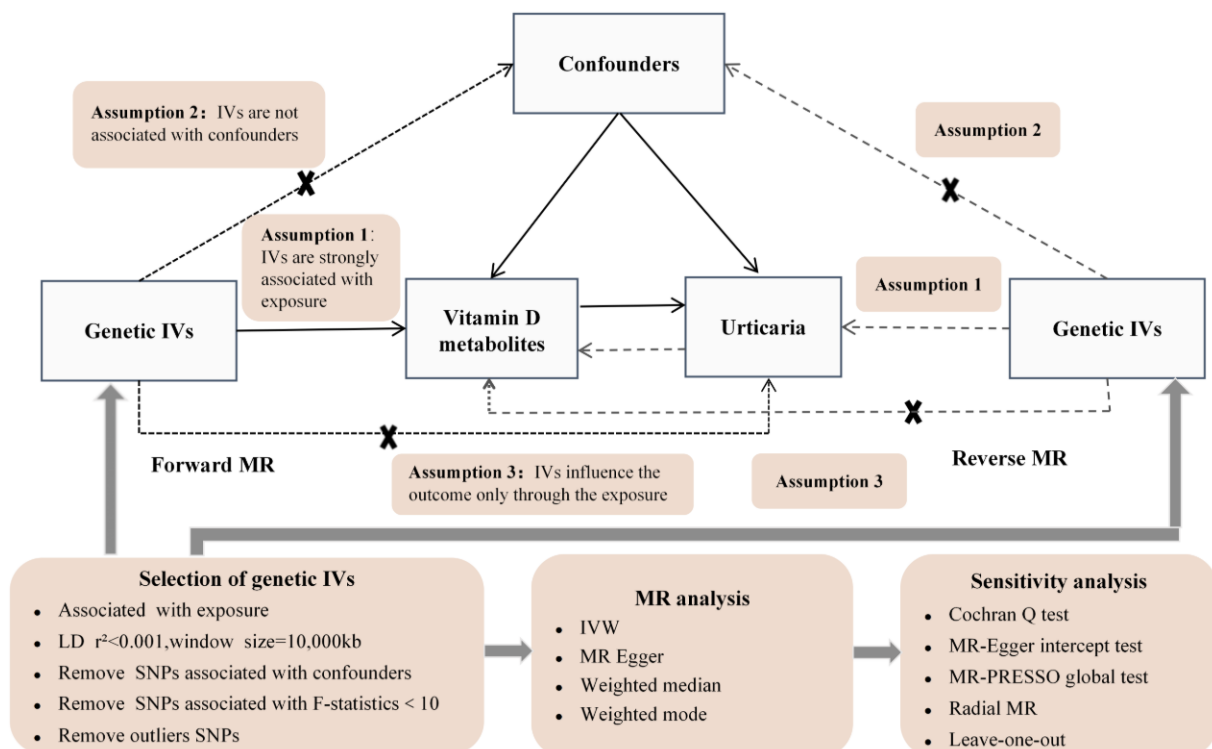 Confounders
Assumption 2： IVs are not
associated with confounders
Assumption 2
Assumption 1：
IVs are strongly
associated with
exposure
Assumption 1
Genetic IVs
Vitamin D
metabolites
Urticaria
Genetic IVs
Forward MR
Reverse MR
Assumption 3： IVs influence the
outcome only through the exposure
Assumption 3
Selection of genetic IVs
• Associated with exposure
• LD r²<0.001,window size=10,000kb
• Remove SNPs associated with confounders
• Remove SNPs associated with F-statistics < 10
• Remove outliers SNPs
MR analysis
• IVW
• MR Egger
• Weighted median
• Weighted mode
Sensitivity analysis
• Cochran Q test
• MR-Egger intercept test
• MR-PRESSO global test
• Radial MR
• Leave-one-out